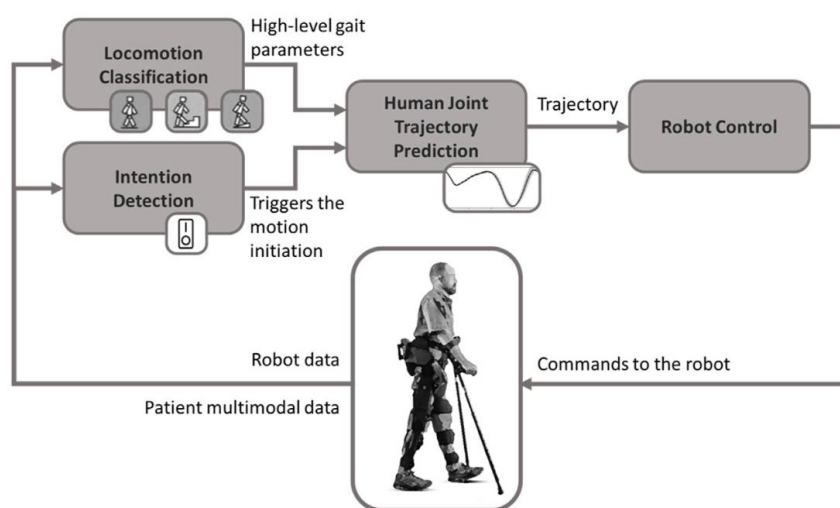 Locomotion
Classification
High-level gait
parameters
Human Joint
Trajectory
Prediction
Trajectory
Robot Control
Intention
Detection
Triggers the
motion
initiation
Robot data
Patient multimodal data
Commands to the robot